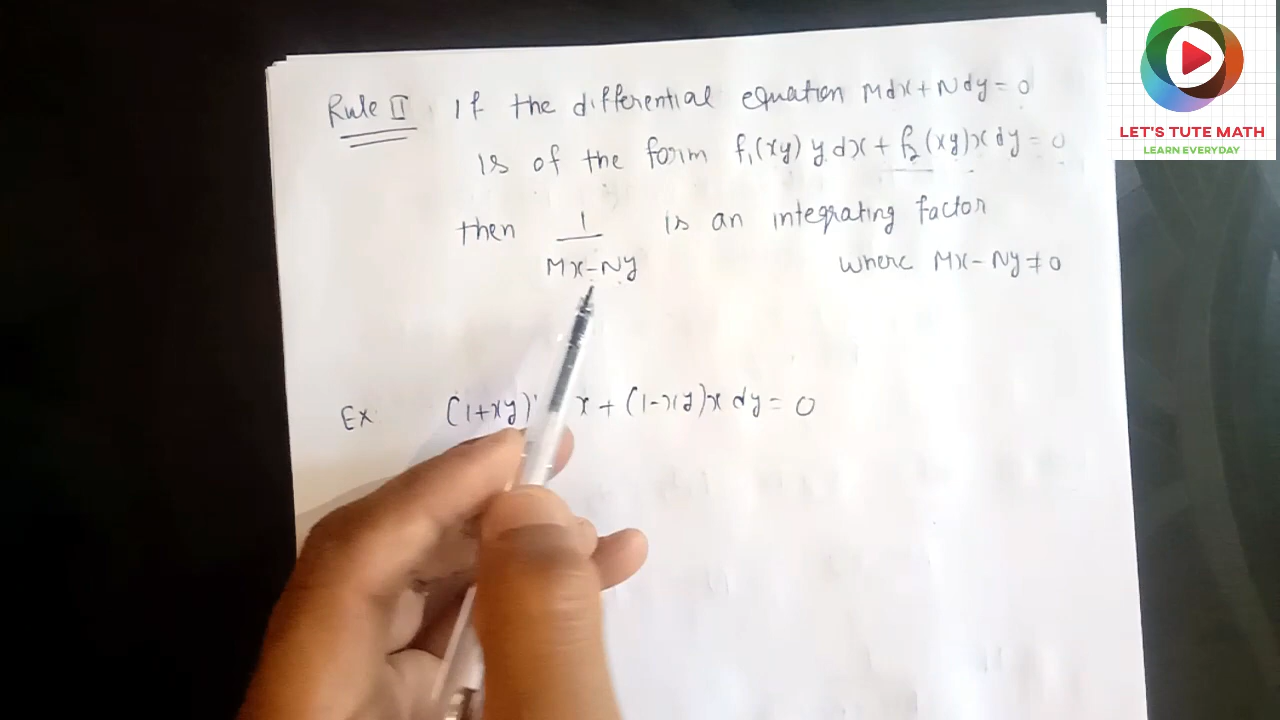 Rule II If the differential equation Mdx + Ndy = 0
is of the form f₁(xy) y dx + f₂(xy) x dy = 0
then 1/(Mx-Ny) is an integrating factor
where Mx - Ny ≠ 0
Ex (1+xy) x + (1-xy)x dy = 0
LET'S TUTE MATH
LEARN EVERYDAY